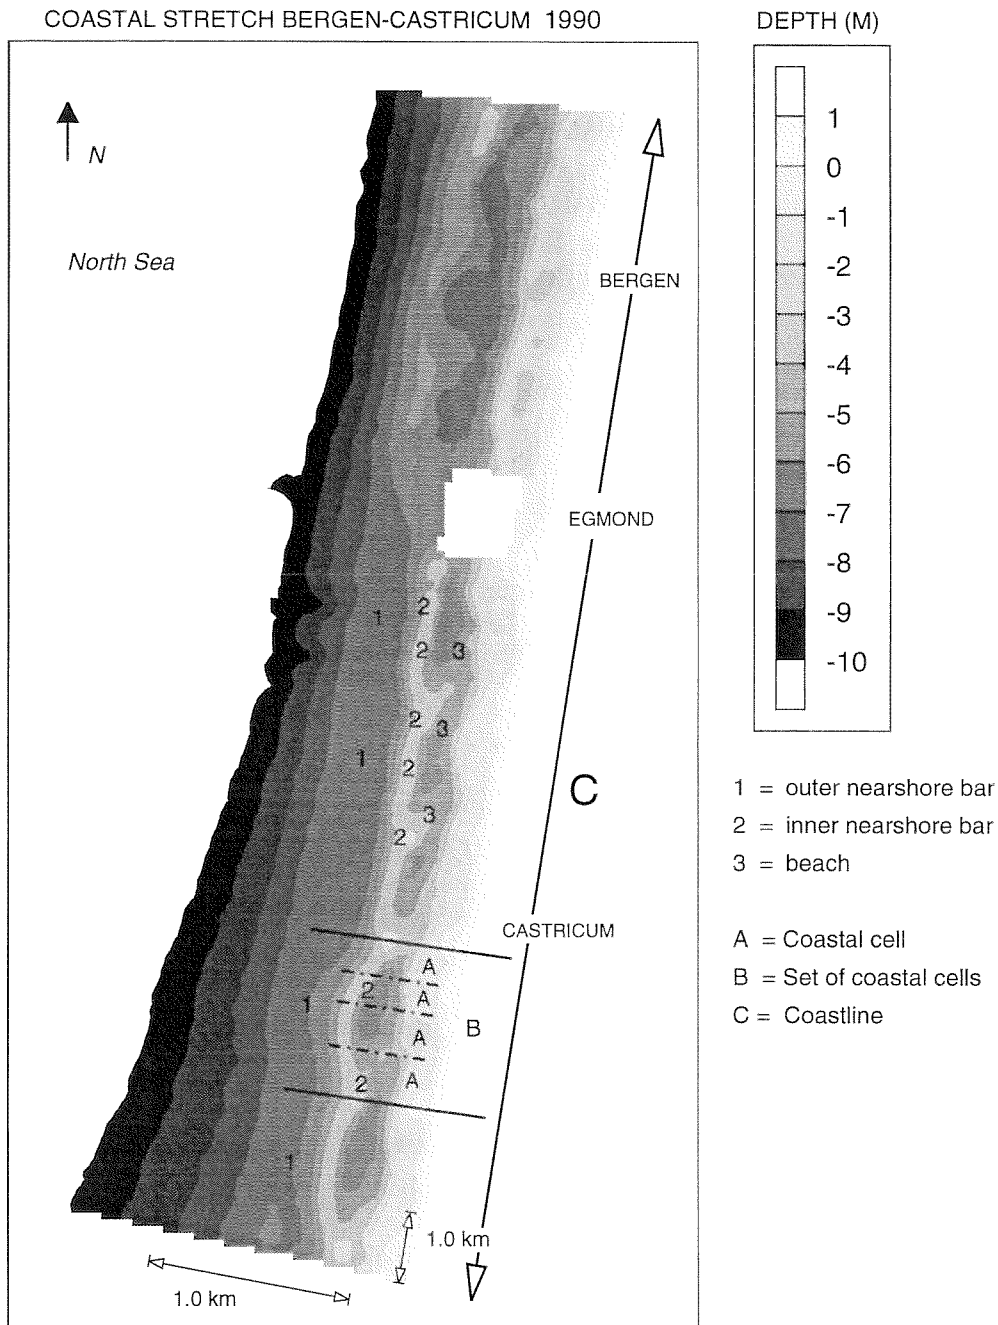 COASTAL STRETCH BERGEN-CASTRICUM 1990
DEPTH (M)
N
North Sea
1
0
-1
-2
-3
-4
-5
-6
-7
-8
-9
-10
BERGEN
EGMOND
2
1
2
3
2
3
1
2
3
2
C
CASTRICUM
A
2
A
1
B
A
2
A
1
1.0 km
1.0 km
1 = outer nearshore bar
2 = inner nearshore bar
3 = beach
A = Coastal cell
B = Set of coastal cells
C = Coastline